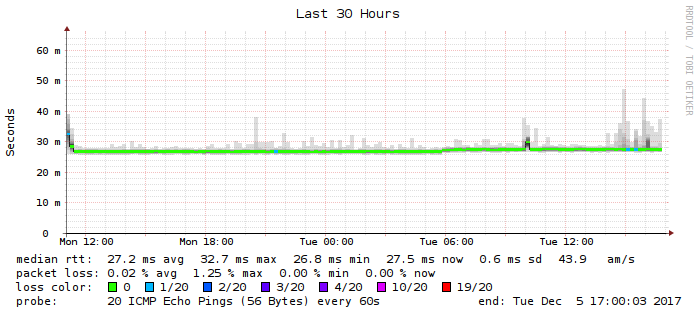 Last 30 Hours
RRDTOOL / TOBI OETIKER
Seconds
60 m
50 m
40 m
30 m
20 m
10 m
0
Mon 12:00 Mon 18:00 Tue 00:00 Tue 06:00 Tue 12:00
median rtt: 27.2 ms avg 32.7 ms max 26.8 ms min 27.5 ms now 0.6 ms sd 43.9 am/s
packet loss: 0.02 % avg 1.25 % max 0.00 % min 0.00 % now
loss color: 0 1/20 2/20 3/20 4/20 10/20 19/20
probe: 20 ICMP Echo Pings (56 Bytes) every 60s end: Tue Dec 5 17:00:03 2017